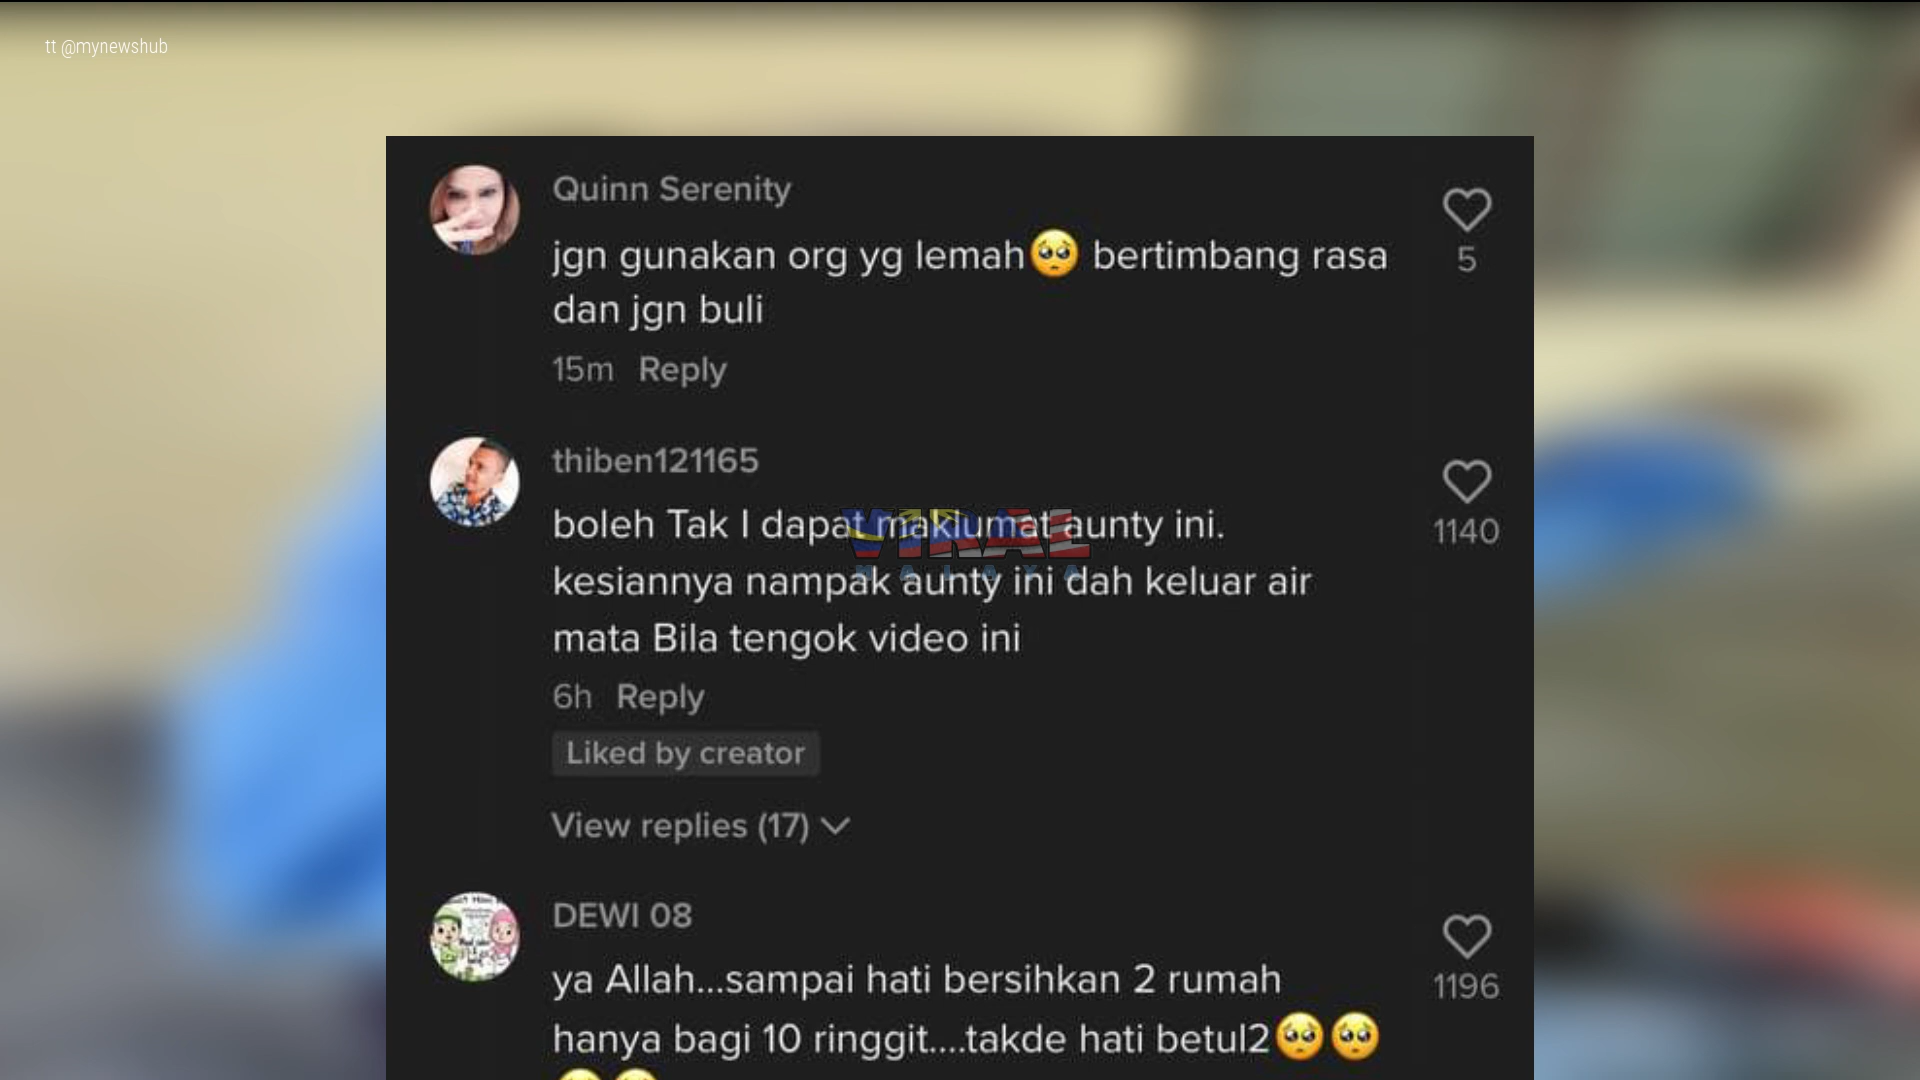 tt @mynewshub
Quinn Serenity
jgn gunakan org yg lemah🥺 bertimbang rasa
dan jgn buli
5
15m Reply
thiben121165
boleh Tak I dapat maklumat aunty ini.
kesiannya nampak aunty ini dah keluar air
mata Bila tengok video ini
1140
VIRAL
MALAYA
6h Reply
Liked by creator
View replies (17)
DEWI 08
ya Allah...sampai hati bersihkan 2 rumah
hanya bagi 10 ringgit....takde hati betul2🥺🥺
1196